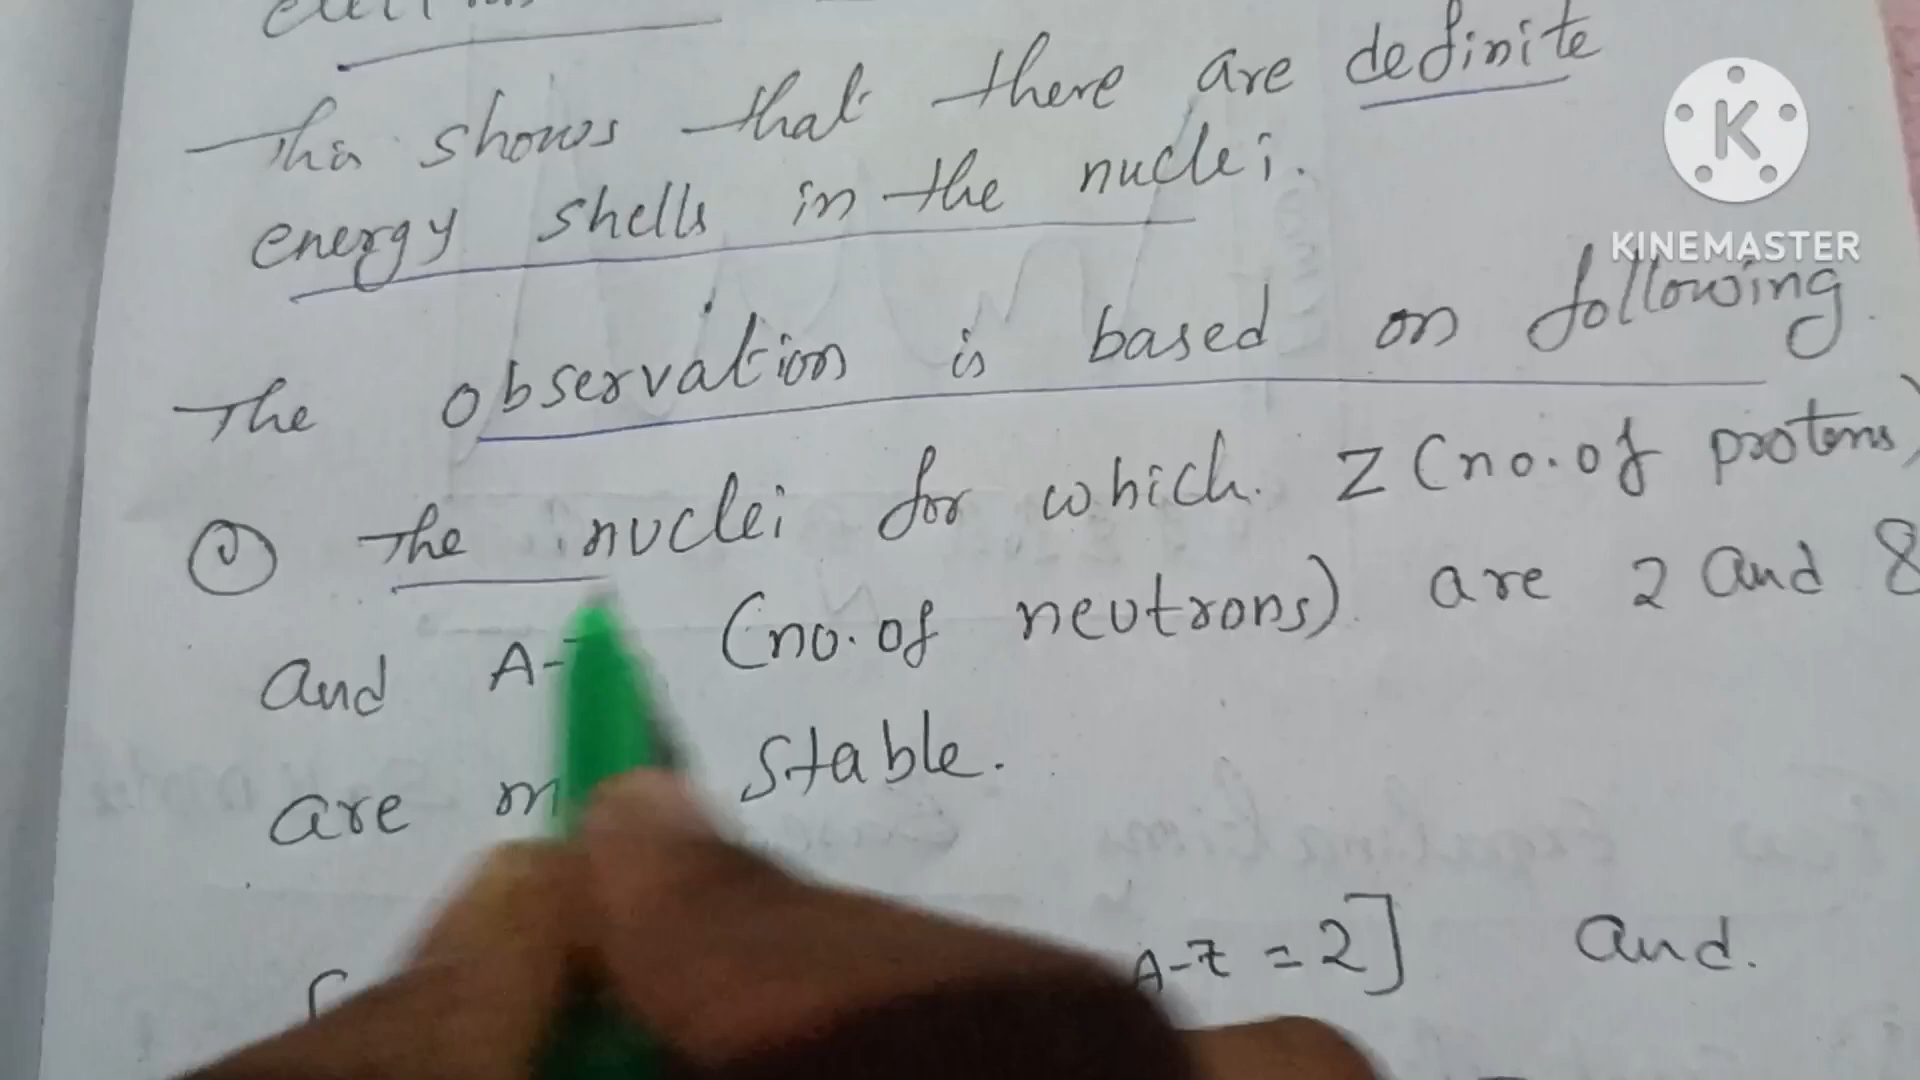 This shows that there are definite
energy shells in the nuclei.
The observation is based on following
The nuclei for which Z (no. of protons)
and A- (no. of neutrons) are 2 and 8
are stable.
A-Z = 2] and.
K
KINEMASTER